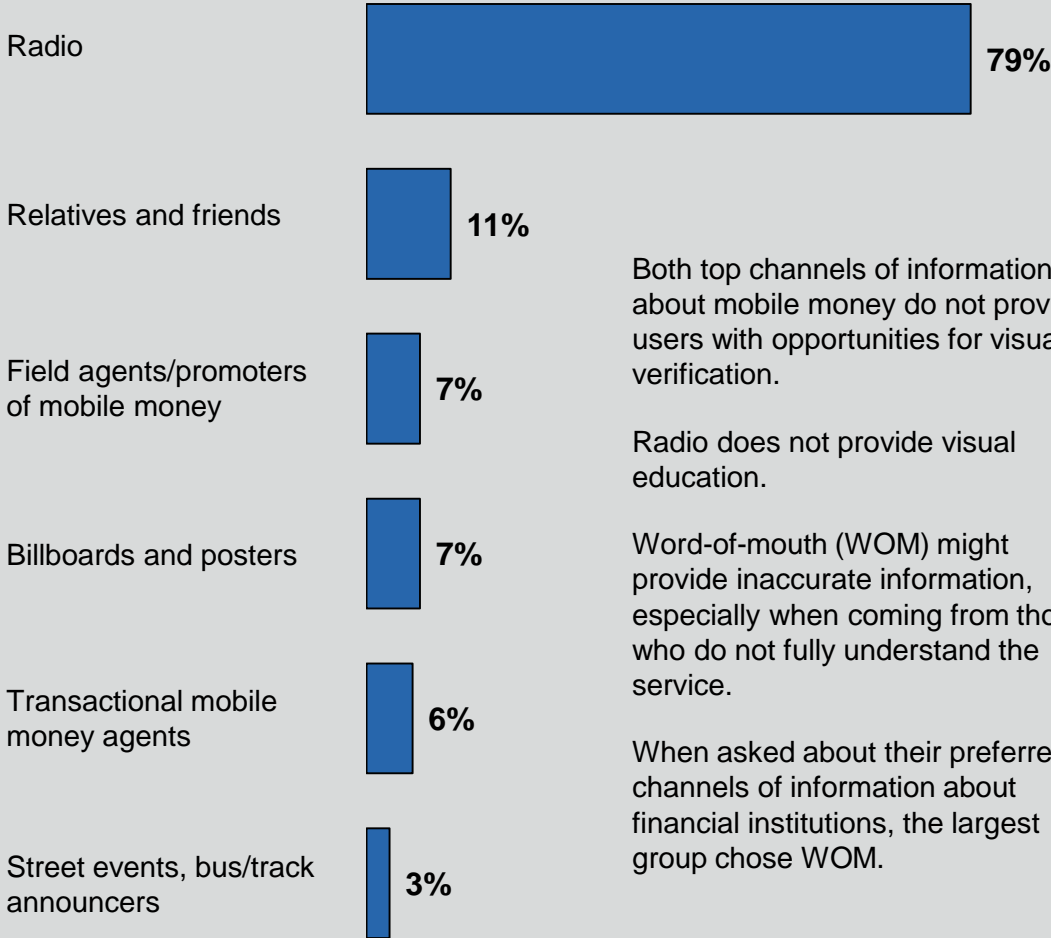 Radio
79%
Relatives and friends
11%
Field agents/promoters
of mobile money
7%
Billboards and posters
7%
Transactional mobile
money agents
6%
Street events, bus/track
announcers
3%
Both top channels of information
about mobile money do not
users with opportunities for
verification.
Radio does not provide visual
education.
Word-of-mouth (WOM) might
provide inaccurate information,
especially when coming from
who do not fully understand the
service.
When asked about their
channels of information about
financial institutions, the largest
group chose WOM.